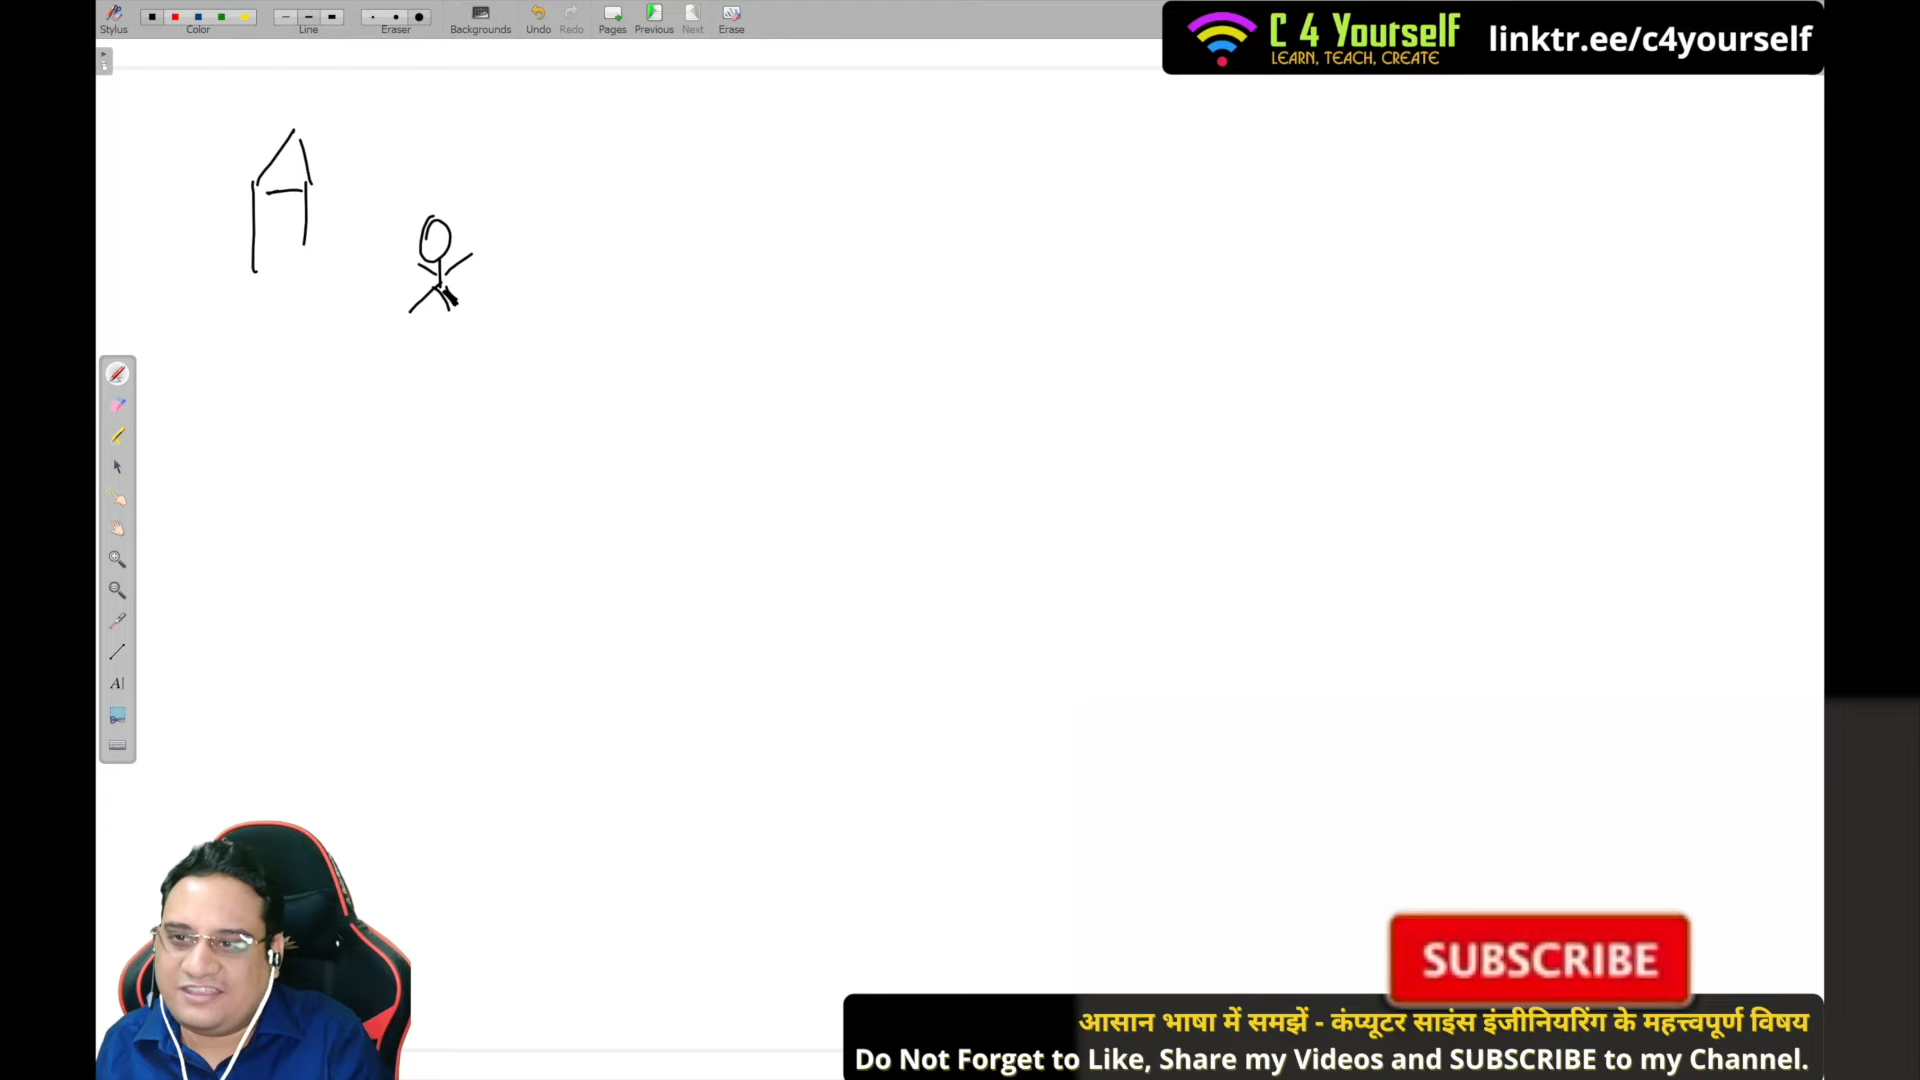 Stylus
Color
Line
Eraser
Backgrounds
Undo
Redo
Pages
Previous
Next
Erase
C 4 Yourself
LEARN, TEACH, CREATE
linktr.ee/c4yourself
A
SUBSCRIBE
आसान भाषा में समझें - कंप्यूटर साइंस इंजीनियरिंग के महत्त्वपूर्ण विषय
Do Not Forget to Like, Share my Videos and SUBSCRIBE to my Channel.